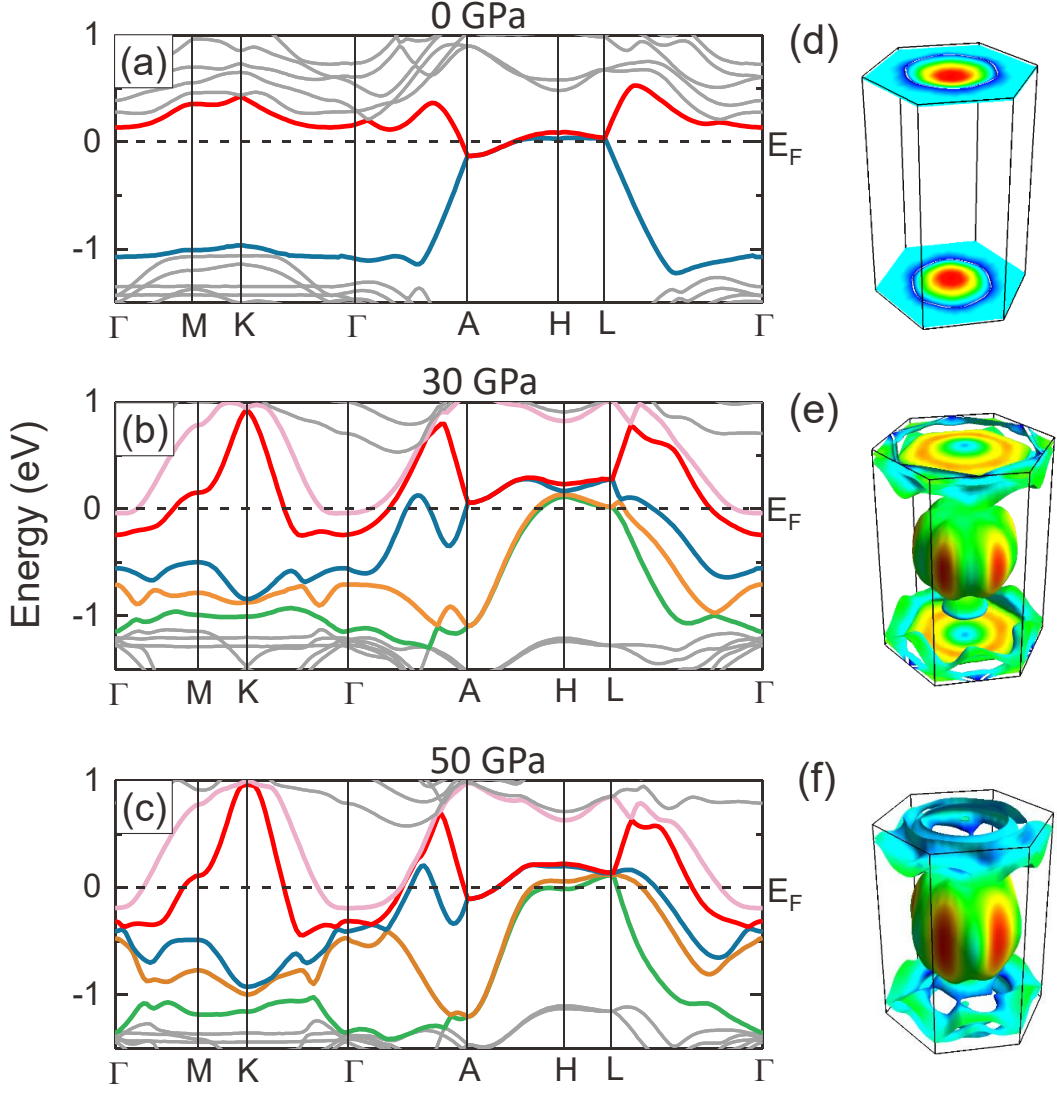 0 GPa
(a)
(d)
1
0
-1
E_F
Γ M K Γ A H L Γ
30 GPa
(b)
(e)
1
0
-1
E_F
Γ M K Γ A H L Γ
Energy (eV)
50 GPa
(c)
(f)
1
0
-1
E_F
Γ M K Γ A H L Γ